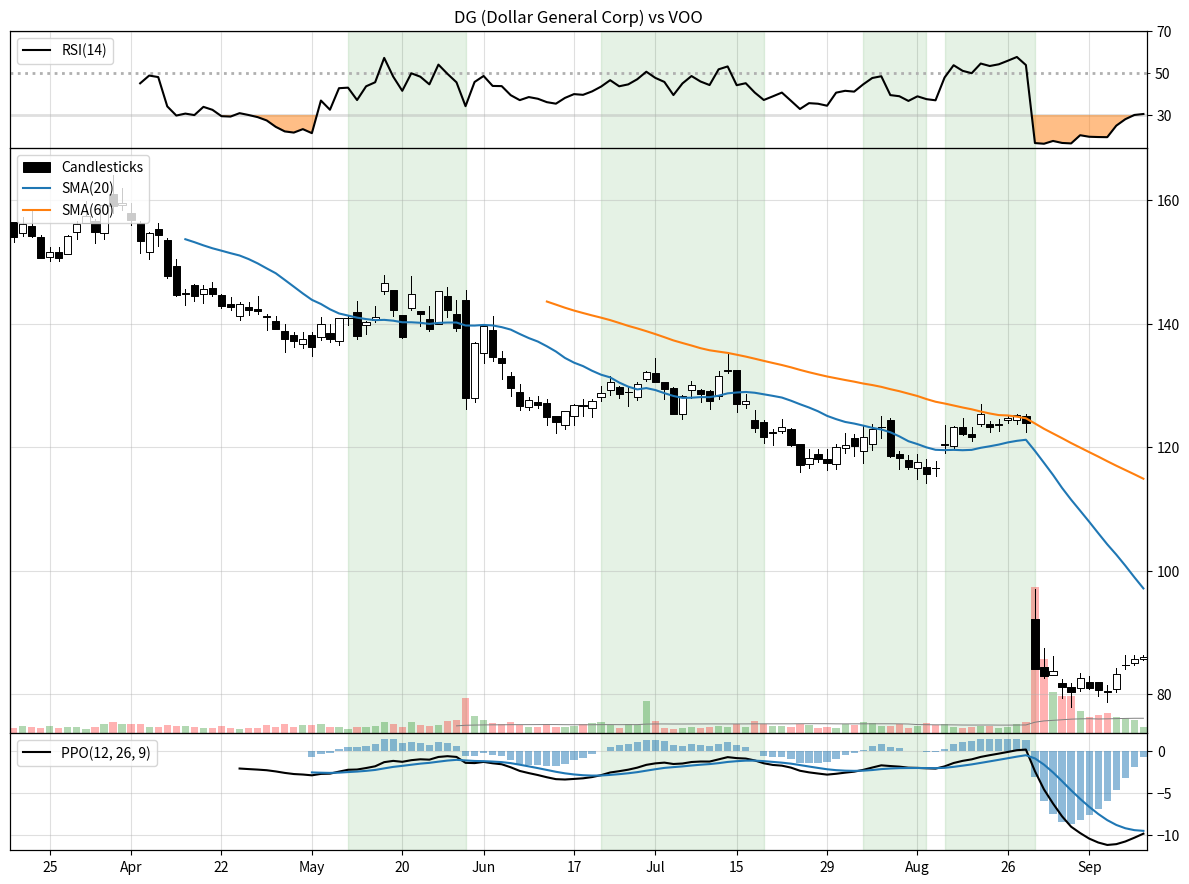 DG (Dollar General Corp) vs VOO
RSI(14)
70
50
30
Candlesticks
SMA(20)
SMA(60)
160
140
120
100
80
PPO(12, 26, 9)
0
−5
−10
25 Apr 22 May 20 Jun 17 Jul 15 29 Aug 26 Sep